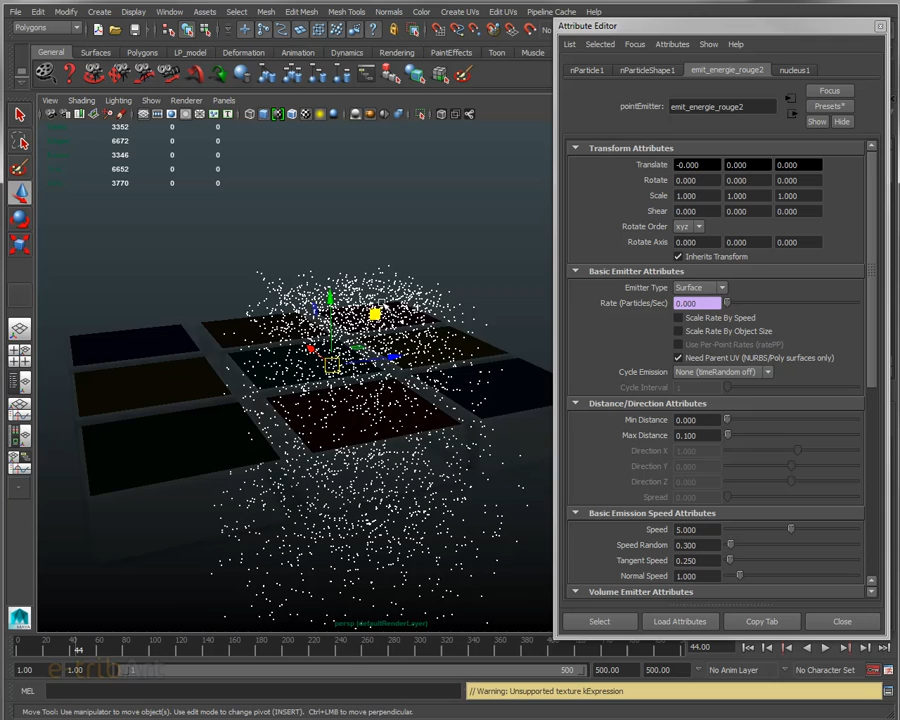 File Edit Modify Create Display Window Assets Select Mesh Edit Mesh Mesh Tools Normals Color Create UVs Edit UVs Pipeline Cache
Polygons
No
General Surfaces Polygons LP_model Deformation Animation Dynamics Rendering PaintEffects Toon
View Shading Lighting Show Renderer Panels
3352 0 0
6672 0 0
3346 0 0
6652 0 0
3770 0 0
persp (defaultRenderLayer)
Attribute Editor
List Selected Focus Attributes Show Help
nParticle1 nParticleShape1 emit_energie_rouge2 nucleus1
Focus
pointEmitter: emit_energie_rouge2
Presets*
Show Hide
Transform Attributes
Translate -0.000 0.000 0.000
Rotate 0.000 0.000 0.000
Scale 1.000 1.000 1.000
Shear 0.000 0.000 0.000
Rotate Order xyz
Rotate Axis 0.000 0.000 0.000
Inherits Transform
Basic Emitter Attributes
Emitter Type Surface
Rate (Particles/Sec) 0.000
Scale Rate By Speed
Scale Rate By Object Size
Use Per-Point Rates (ratePP)
Need Parent UV (NURBS/Poly surfaces only)
Cycle Emission None (timeRandom off)
Cycle Interval 1
Distance/Direction Attributes
Min Distance 0.000
Max Distance 0.100
Direction X 1.000
Direction Y 0.000
Direction Z 0.000
Spread 0.000
Basic Emission Speed Attributes
Speed 5.000
Speed Random 0.300
Tangent Speed 0.250
Normal Speed 1.000
Volume Emitter Attributes
Select Load Attributes Copy Tab Close
20 40 60 80 100 120 140 160 180 200 220 240 260 280 300 320 340 360 380 400 420 440 460 480 500
44
44.00
1.00 1.00 1 500 500.00 500.00 No Anim Layer No Character Set
MEL // Warning: Unsupported texture kExpression
Move Tool: Use manipulator to move object(s). Use edit mode to change pivot (INSERT). Ctrl+LMB to move perpendicular.